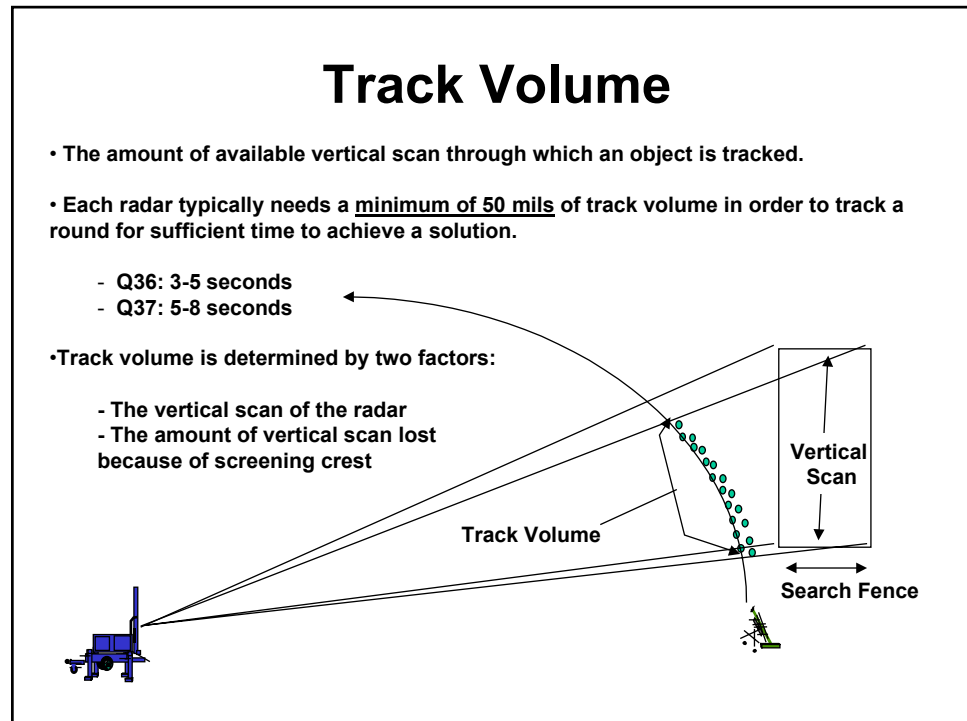 Track Volume
• The amount of available vertical scan through which an object is tracked.
• Each radar typically needs a minimum of 50 mils of track volume in order to track a
round for sufficient time to achieve a solution.
- Q36: 3-5 seconds
- Q37: 5-8 seconds
•Track volume is determined by two factors:
- The vertical scan of the radar
- The amount of vertical scan lost
because of screening crest
Vertical
Scan
Track Volume
Search Fence